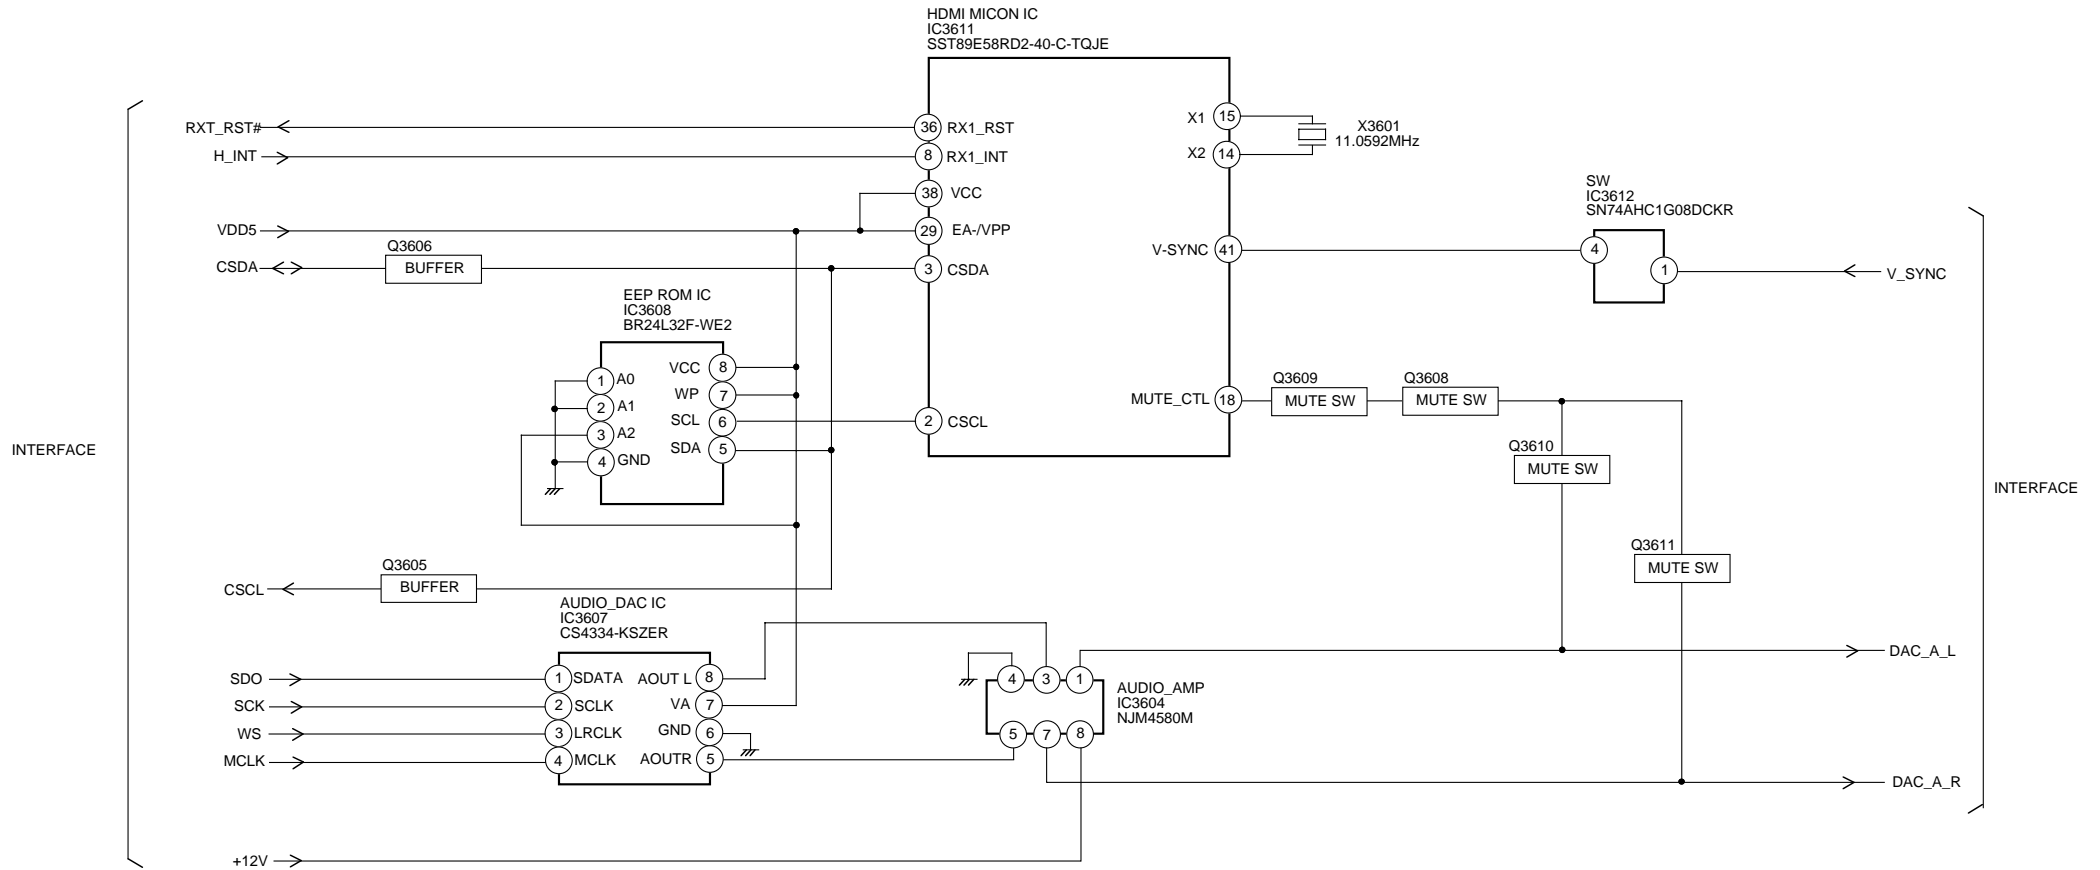 HDMI MICON IC
IC3611
SST89E58RD2-40-C-TQJE
RXT_RST#
36
RX1_RST
H_INT
8
RX1_INT
38
VCC
VDD5
29
EA-/VPP
CSDA
Q3606
BUFFER
3
CSDA
2
CSCL
X1
15
X2
14
X3601
11.0592MHz
V-SYNC
41
SW
IC3612
SN74AHC1G08DCKR
4
1
V_SYNC
MUTE_CTL
18
Q3609
MUTE SW
Q3608
MUTE SW
Q3610
MUTE SW
Q3611
MUTE SW
EEP ROM IC
IC3608
BR24L32F-WE2
1
A0
2
A1
3
A2
4
GND
VCC
8
WP
7
SCL
6
SDA
5
INTERFACE
INTERFACE
CSCL
Q3605
BUFFER
AUDIO_DAC IC
IC3607
CS4334-KSZER
SDO
1
SDATA
SCK
2
SCLK
WS
3
LRCLK
MCLK
4
MCLK
AOUT L
8
VA
7
GND
6
AOUTR
5
4
3
1
5
7
8
AUDIO_AMP
IC3604
NJM4580M
DAC_A_L
DAC_A_R
+12V